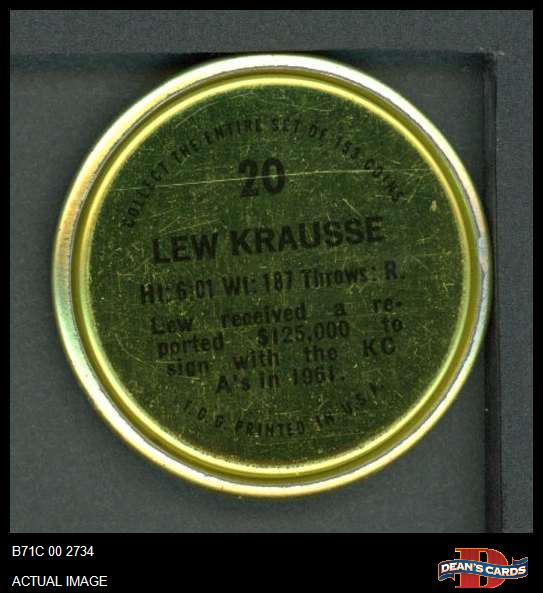 COLLECT THE ENTIRE SET OF 153 COINS
20
LEW KRAUSSE
Ht: 6-01 Wt: 187 Throws: R.
Lew received a re-
ported $125,000 to
sign with the KC
A's in 1961.
T.C.G. PRINTED IN U.S.A.
B71C 00 2734
ACTUAL IMAGE
D
DEAN'S CARDS